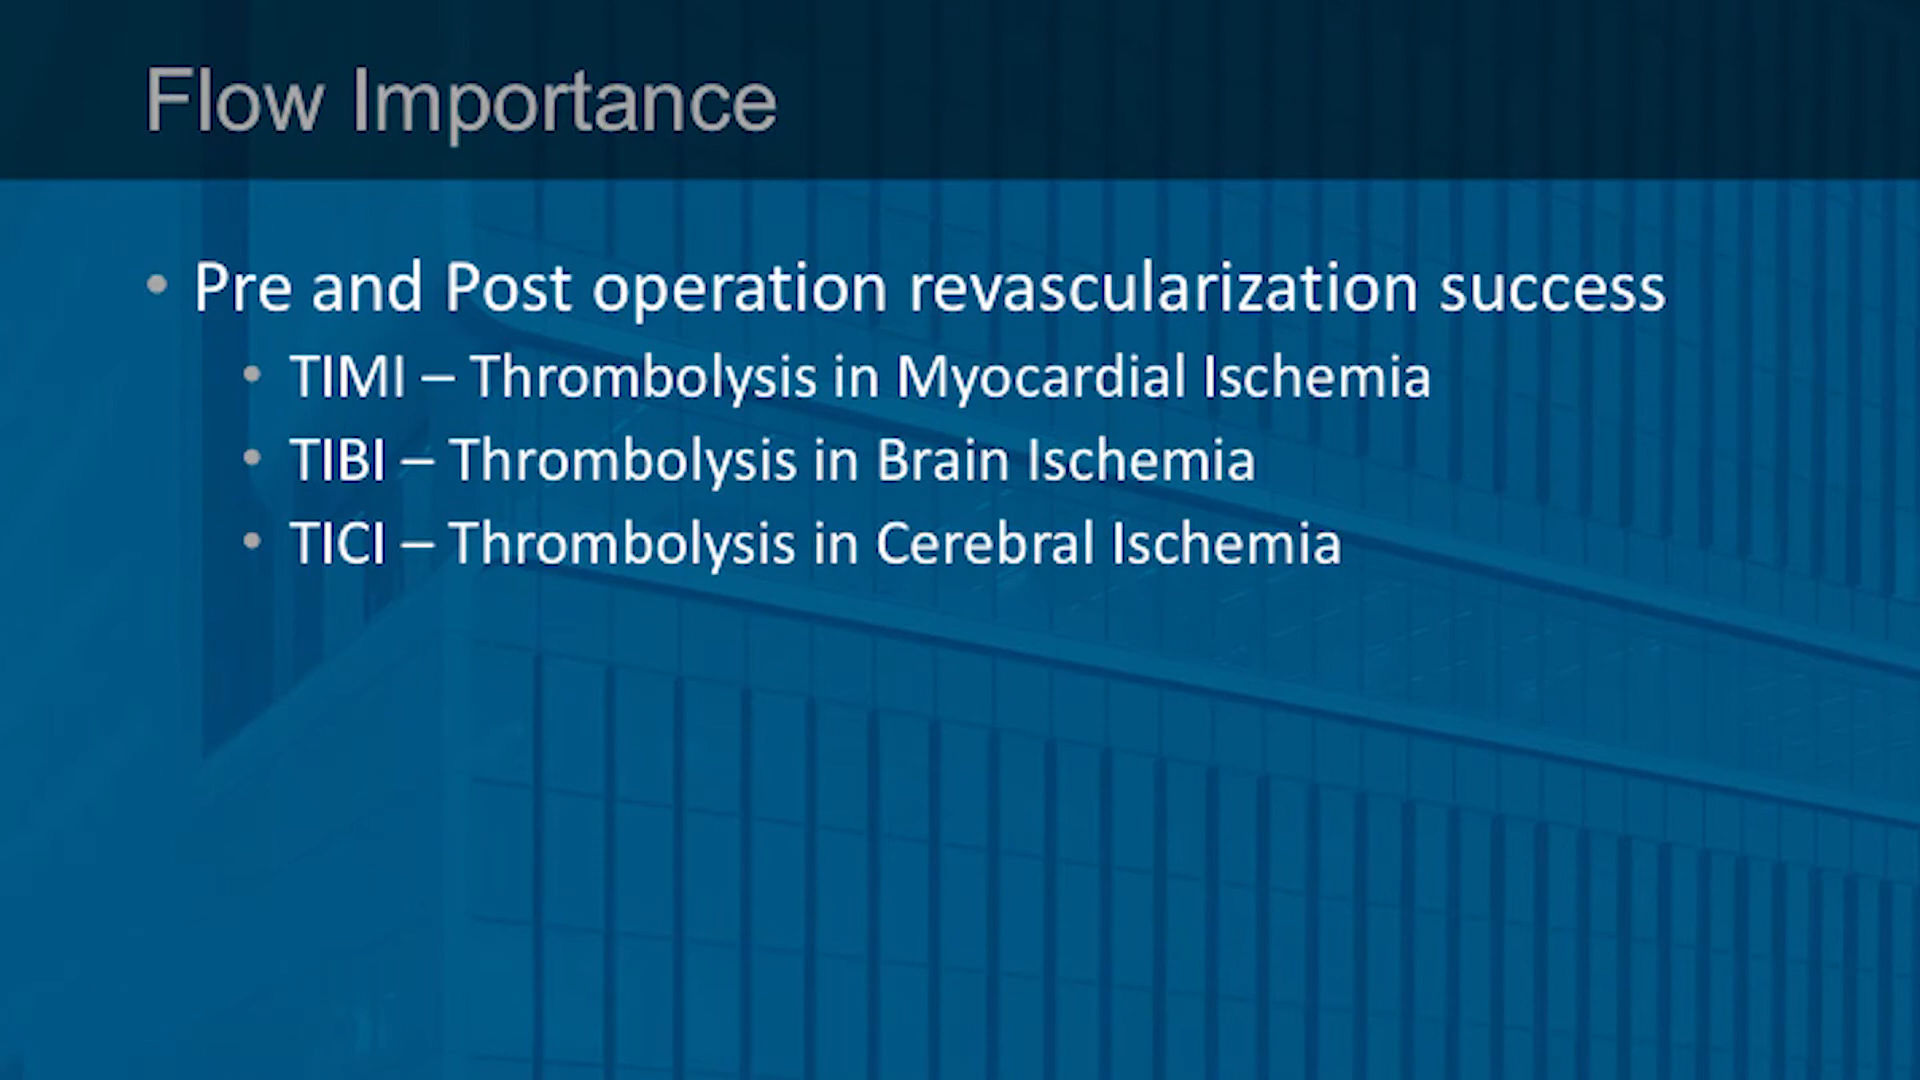 Flow Importance
• Pre and Post operation revascularization success
• TIMI – Thrombolysis in Myocardial Ischemia
• TIBI – Thrombolysis in Brain Ischemia
• TICI – Thrombolysis in Cerebral Ischemia